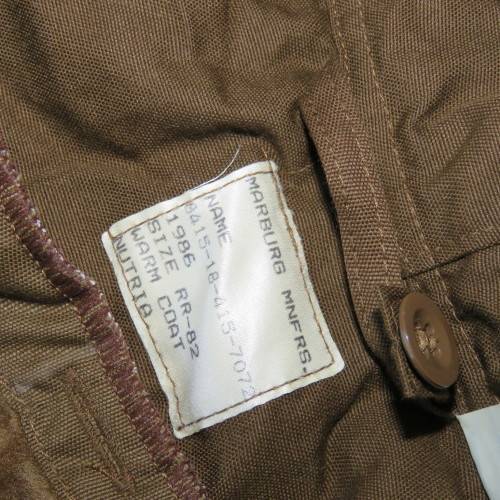 MARBURG MNFRS.
NAME
8415-18-415-7072
1986
SIZE RR-82
WARM COAT
NUTRIA